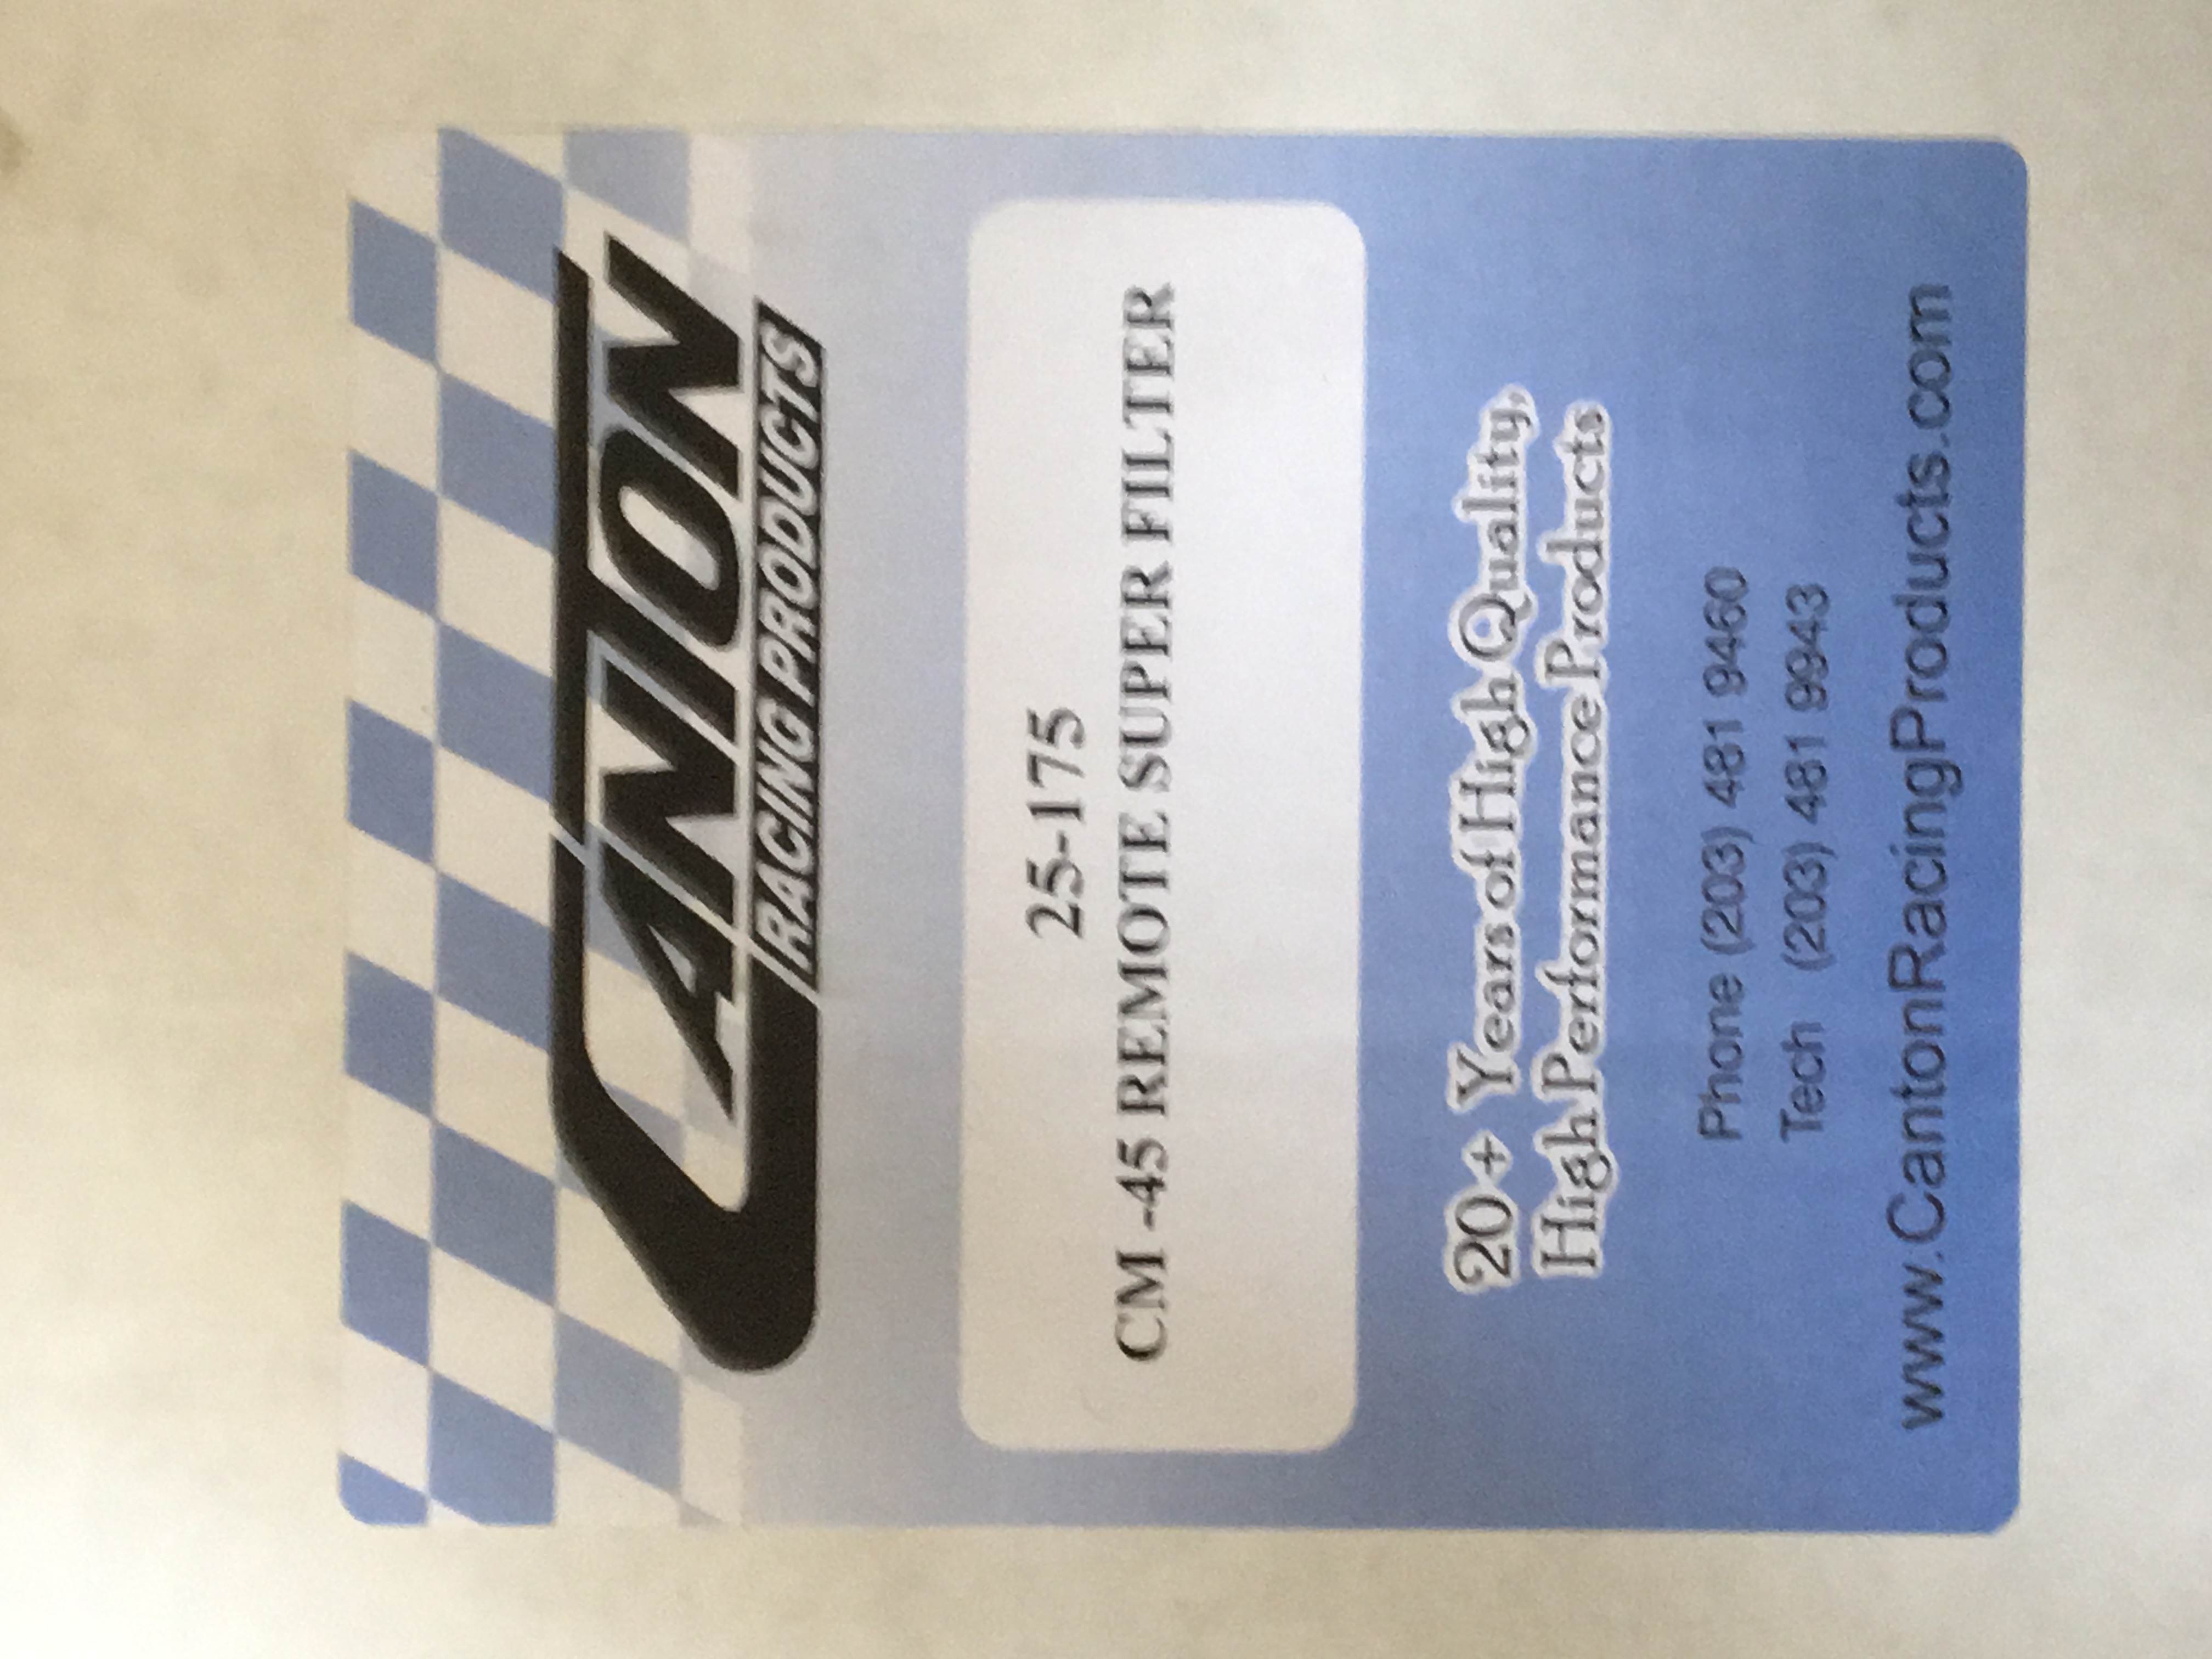 CANTON
RACING PRODUCTS
25-175
CM -45 REMOTE SUPER FILTER
20+ Years of High Quality,
High Performance Products
Phone (203) 481 9460
Tech (203) 481 9943
www.CantonRacingProducts.com